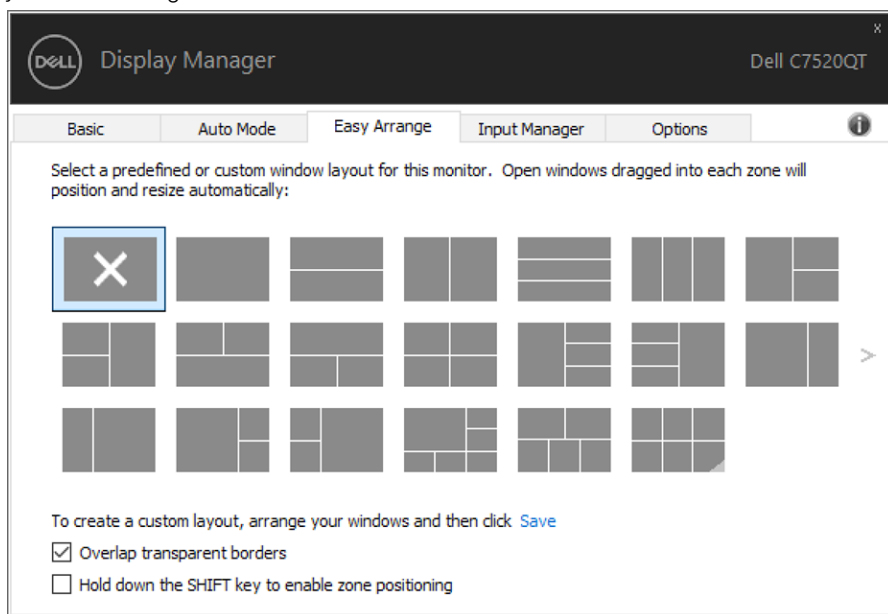 DELL
Display Manager
x
Dell C7520QT
Basic
Auto Mode
Easy Arrange
Input Manager
Options
Select a predefined or custom window layout for this monitor. Open windows dragged into each zone will
position and resize automatically:
>
To create a custom layout, arrange your windows and then click Save
Overlap transparent borders
Hold down the SHIFT key to enable zone positioning